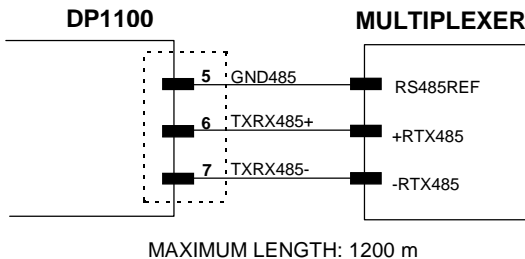 DP1100 MULTIPLEXER
5 GND485 RS485REF
6 TXRX485+ +RTX485
7 TXRX485- -RTX485
MAXIMUM LENGTH: 1200 m